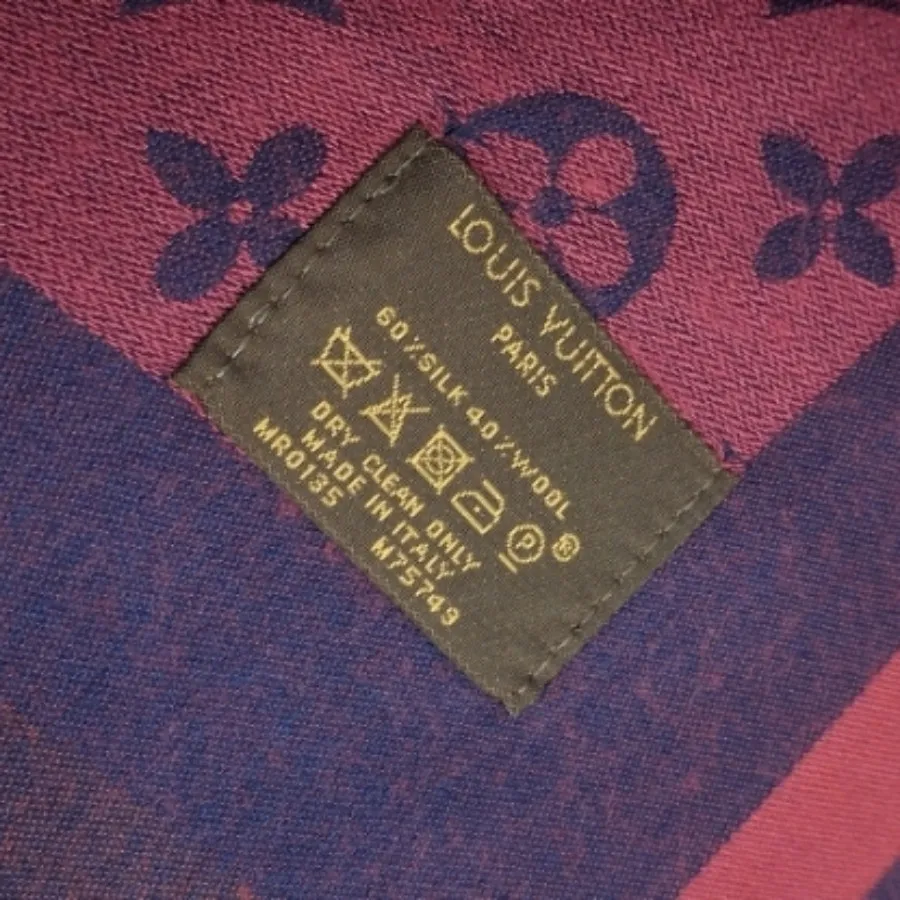 LOUIS VUITTON
PARIS
60% SILK 40% WOOL
P ®
DRY CLEAN ONLY
MADE IN ITALY
MR0135 M75749